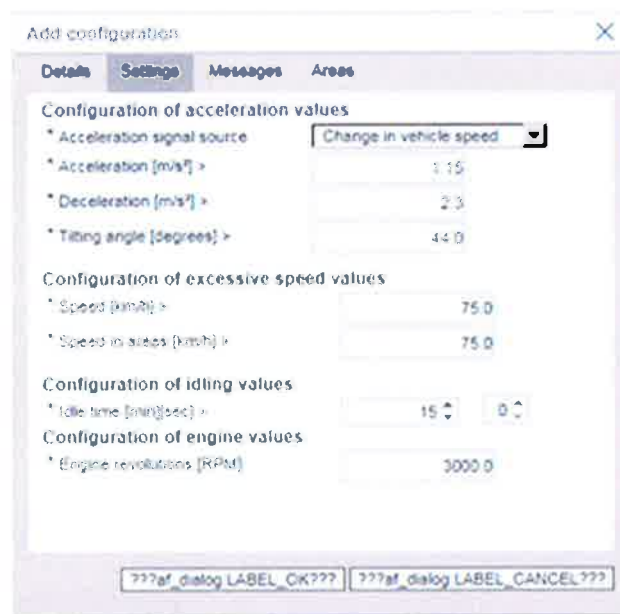 Add configuration
Details Settings Messages Areas
Configuration of acceleration values
* Acceleration signal source Change in vehicle speed
* Acceleration [m/s²] > 1.15
* Deceleration [m/s²] > 2.3
* Tilting angle [degrees] > 44.0
Configuration of excessive speed values
* Speed [km/h] > 75.0
* Speed in areas [km/h] > 75.0
Configuration of idling values
* Idle time [min][sec] > 15 0
Configuration of engine values
* Engine revolutions [RPM] 3000.0
???af_dialog.LABEL_OK??? ???af_dialog.LABEL_CANCEL???